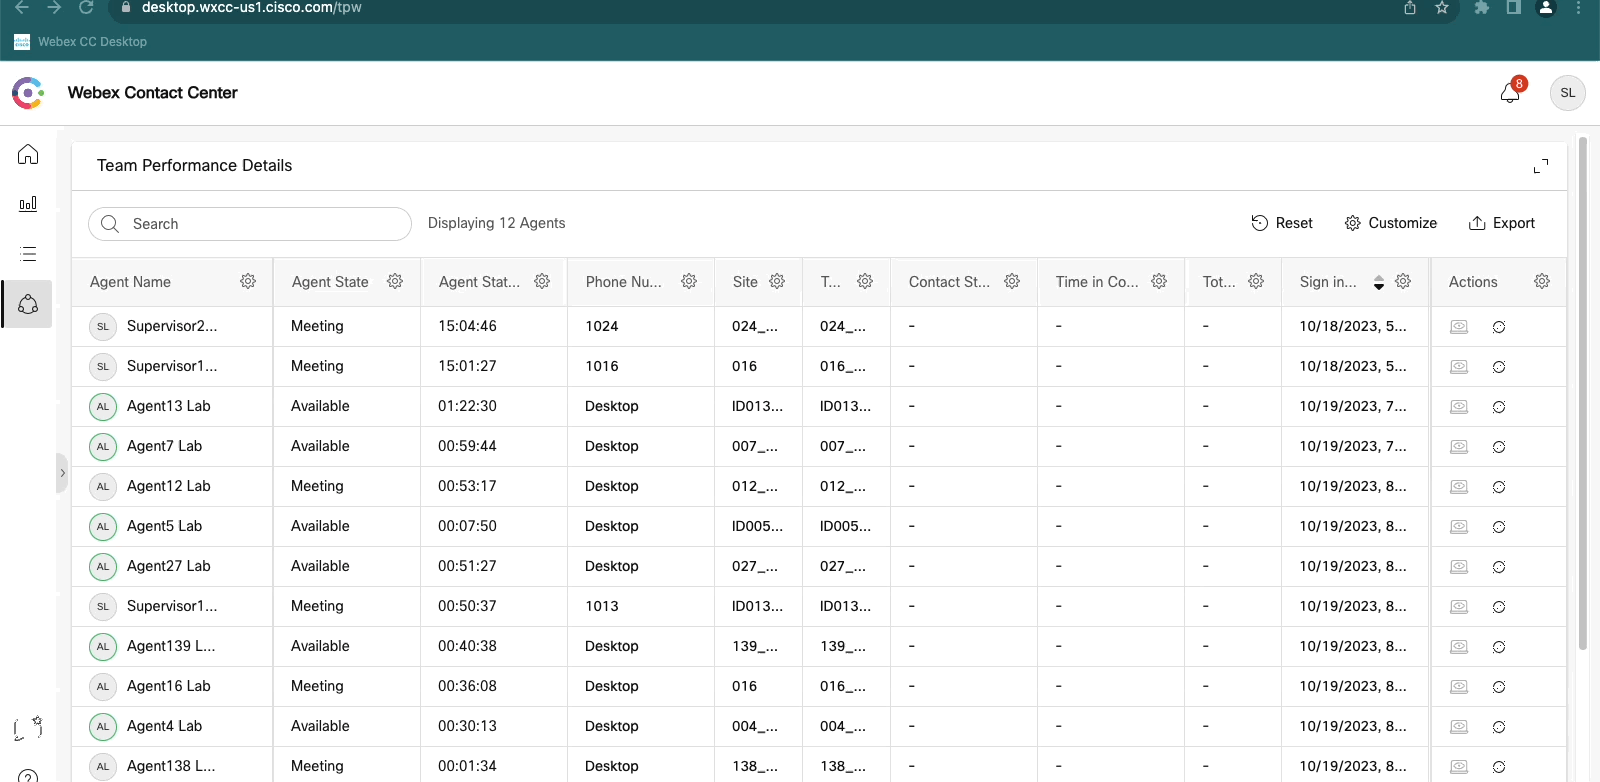 desktop.wxcc-us1.cisco.com/tpw
Webex CC Desktop
Webex Contact Center
8
SL
Team Performance Details
Search
Displaying 12 Agents
Reset
Customize
Export
Agent Name Agent State Agent Stat... Phone Nu... Site T... Contact St... Time in Co... Tot... Sign in... Actions
SL Supervisor2... Meeting 15:04:46 1024 024_... 024_... - - - 10/18/2023, 5...
SL Supervisor1... Meeting 15:01:27 1016 016 016_... - - - 10/18/2023, 5...
AL Agent13 Lab Available 01:22:30 Desktop ID013... ID013... - - - 10/19/2023, 7...
AL Agent7 Lab Available 00:59:44 Desktop 007_... 007_... - - - 10/19/2023, 7...
AL Agent12 Lab Meeting 00:53:17 Desktop 012_... 012_... - - - 10/19/2023, 8...
AL Agent5 Lab Available 00:07:50 Desktop ID005... ID005... - - - 10/19/2023, 8...
AL Agent27 Lab Available 00:51:27 Desktop 027_... 027_... - - - 10/19/2023, 8...
SL Supervisor1... Meeting 00:50:37 1013 ID013... ID013... - - - 10/19/2023, 8...
AL Agent139 L... Available 00:40:38 Desktop 139_... 139_... - - - 10/19/2023, 8...
AL Agent16 Lab Meeting 00:36:08 Desktop 016 016_... - - - 10/19/2023, 8...
AL Agent4 Lab Available 00:30:13 Desktop 004_... 004_... - - - 10/19/2023, 8...
AL Agent138 L... Meeting 00:01:34 Desktop 138_... 138_... - - - 10/19/2023, 8...